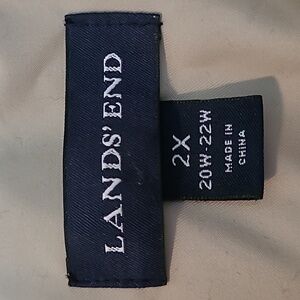 LANDS' END
2X
20W-22W
MADE IN
CHINA